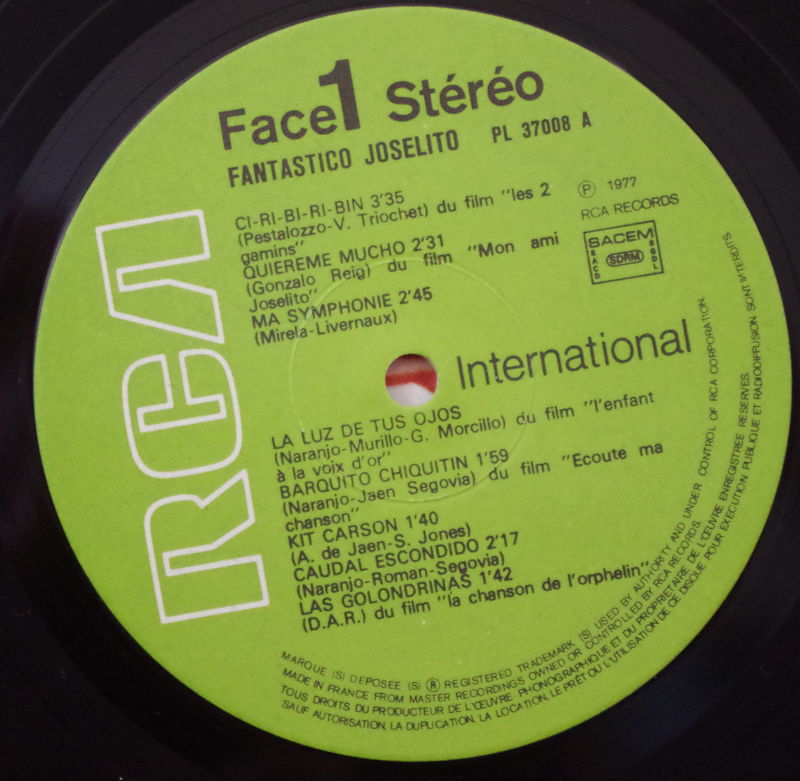 Face 1 Stéréo
FANTASTICO JOSELITO PL 37008 A
CI-RI-BI-RI-BIN 3'35
(Pestalozzo-V. Triochet) du film "les 2
gamins"
QUIEREME MUCHO 2'31
(Gonzalo Reig) du film "Mon ami
Joselito"
MA SYMPHONIE 2'45
(Mirela-Livernaux)
Ⓟ 1977
RCA RECORDS
SACEM
SACD
SDRM
SGDL
RCA
International
LA LUZ DE TUS OJOS
(Naranjo-Murillo-G. Morcillo) du film "l'enfant
à la voix d'or"
BARQUITO CHIQUITIN 1'59
(Naranjo-Jaen Segovia) du film "Ecoute ma
chanson"
KIT CARSON 1'40
(A. de Jaen-S. Jones)
CAUDAL ESCONDIDO 2'17
(Naranjo-Roman-Segovia)
LAS GOLONDRINAS 1'42
(D.A.R.) du film "la chanson de l'orphelin"
MARQUE (S) DEPOSEE (S) ® REGISTERED TRADEMARK (S) USED BY AUTHORITY AND UNDER CONTROL OF RCA CORPORATION
MADE IN FRANCE FROM MASTER RECORDINGS OWNED OR CONTROLLED BY RCA RECORDS.
TOUS DROITS DU PRODUCTEUR DE L'ŒUVRE PHONOGRAPHIQUE ET DU PROPRIETAIRE DE L'ŒUVRE ENREGISTREE RESERVES.
SAUF AUTORISATION, LA DUPLICATION, LA LOCATION, LE PRÊT OU L'UTILISATION DE CE DISQUE POUR EXECUTION PUBLIQUE ET RADIODIFFUSION SONT INTERDITS